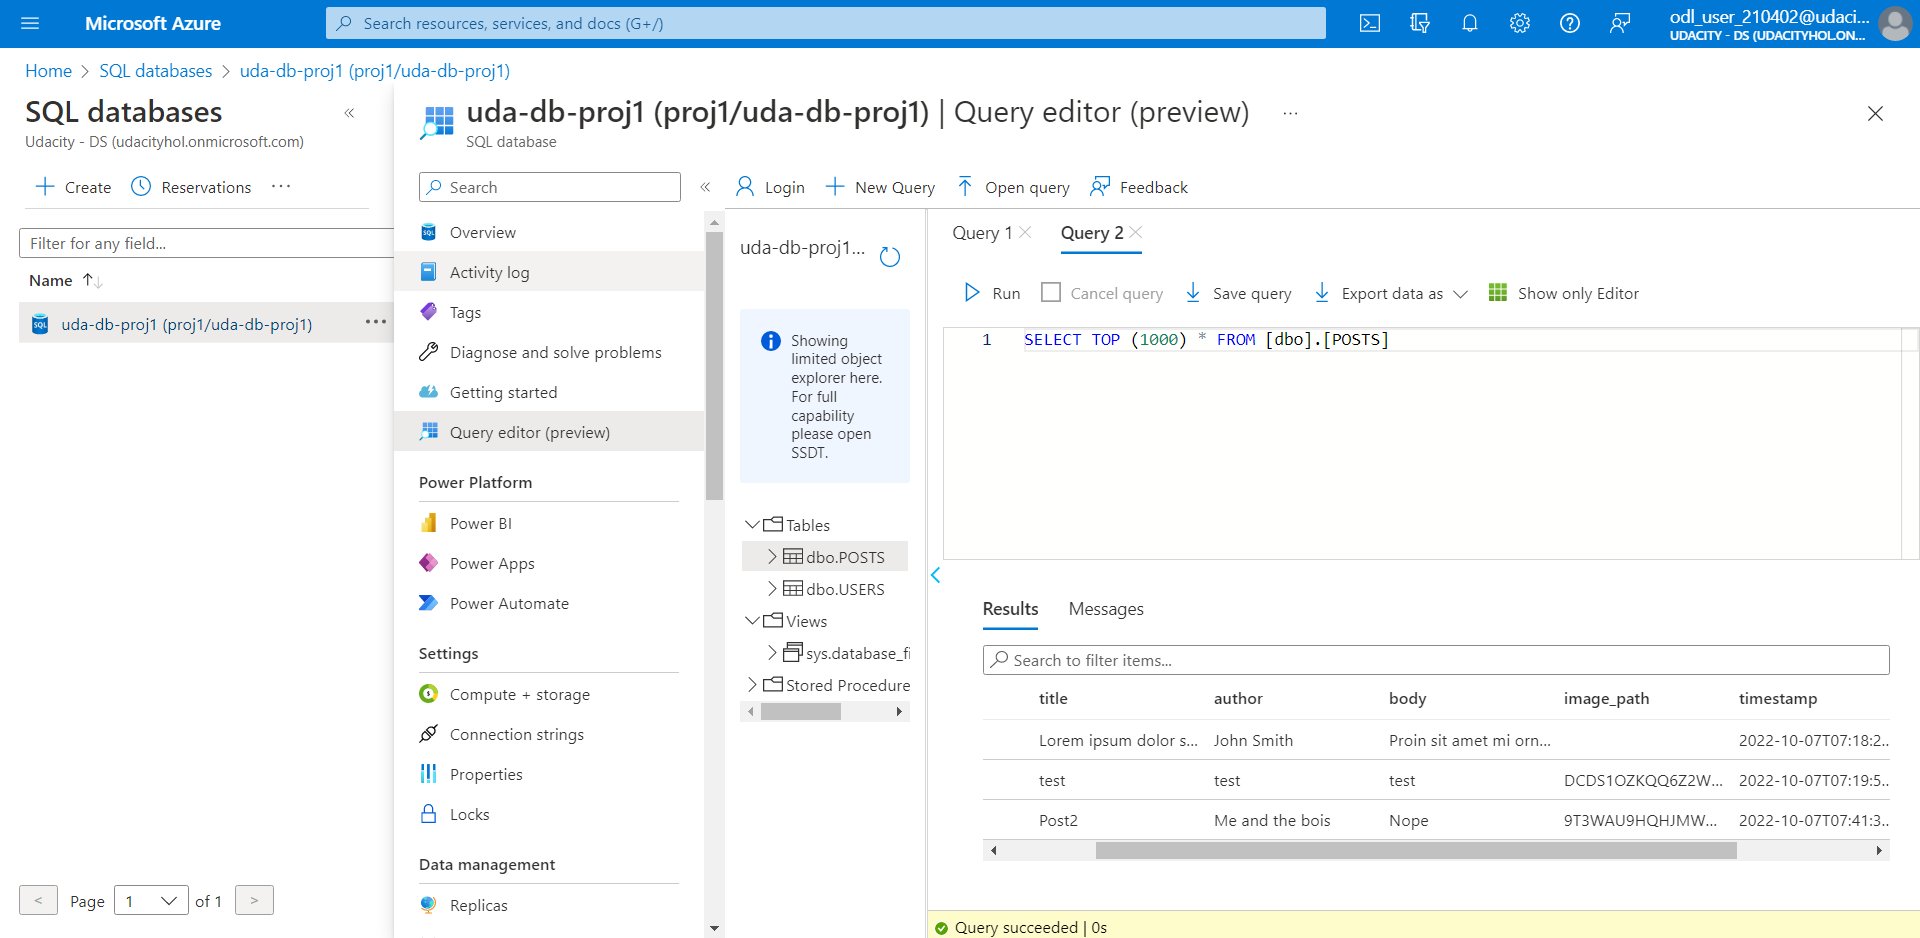 Microsoft Azure
Search resources, services, and docs (G+/)
odl_user_210402@udaci...
UDACITY - DS (UDACITYHOL.ON...
Home > SQL databases > uda-db-proj1 (proj1/uda-db-proj1)
SQL databases
Udacity - DS (udacityhol.onmicrosoft.com)
Create
Reservations
Filter for any field...
Name
uda-db-proj1 (proj1/uda-db-proj1)
< Page 1 of 1 >
uda-db-proj1 (proj1/uda-db-proj1) | Query editor (preview)
SQL database
Search
Overview
Activity log
Tags
Diagnose and solve problems
Getting started
Query editor (preview)
Power Platform
Power BI
Power Apps
Power Automate
Settings
Compute + storage
Connection strings
Properties
Locks
Data management
Replicas
Login
New Query
Open query
Feedback
uda-db-proj1...
Showing
limited object
explorer here.
For full
capability
please open
SSDT.
Tables
dbo.POSTS
dbo.USERS
Views
sys.database_fi
Stored Procedure
Query 1
Query 2
Run
Cancel query
Save query
Export data as
Show only Editor
1 SELECT TOP (1000) * FROM [dbo].[POSTS]
Results
Messages
Search to filter items...
title author body image_path timestamp
Lorem ipsum dolor s... John Smith Proin sit amet mi orn... 2022-10-07T07:18:2..
test test test DCDS1OZKQQ6Z2W... 2022-10-07T07:19:5..
Post2 Me and the bois Nope 9T3WAU9HQHJMW... 2022-10-07T07:41:3..
Query succeeded | 0s